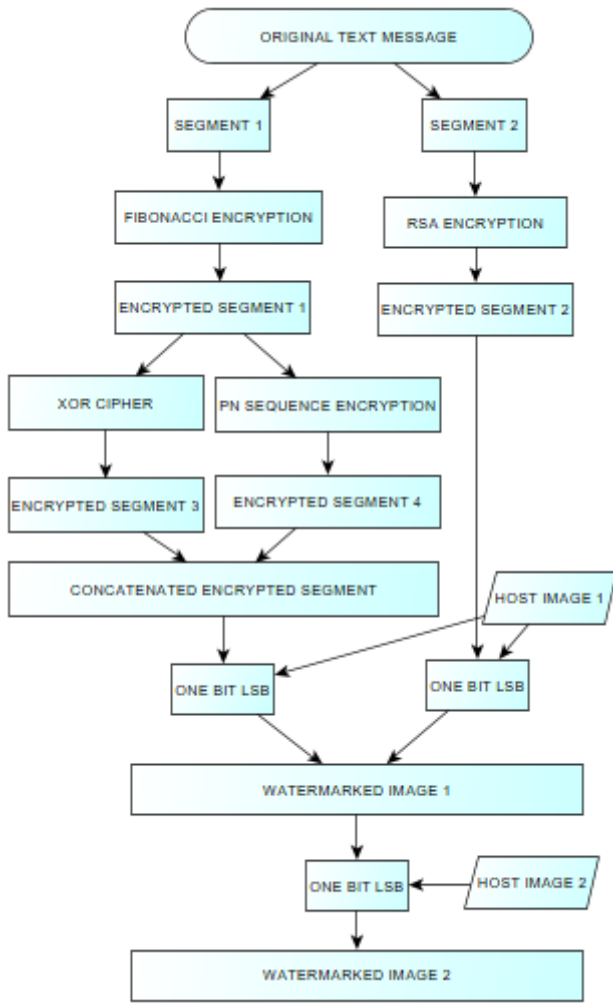 ORIGINAL TEXT MESSAGE
SEGMENT 1
SEGMENT 2
FIBONACCI ENCRYPTION
RSA ENCRYPTION
ENCRYPTED SEGMENT 1
ENCRYPTED SEGMENT 2
XOR CIPHER
PN SEQUENCE ENCRYPTION
ENCRYPTED SEGMENT 3
ENCRYPTED SEGMENT 4
CONCATENATED ENCRYPTED SEGMENT
HOST IMAGE 1
ONE BIT LSB
ONE BIT LSB
WATERMARKED IMAGE 1
ONE BIT LSB
HOST IMAGE 2
WATERMARKED IMAGE 2